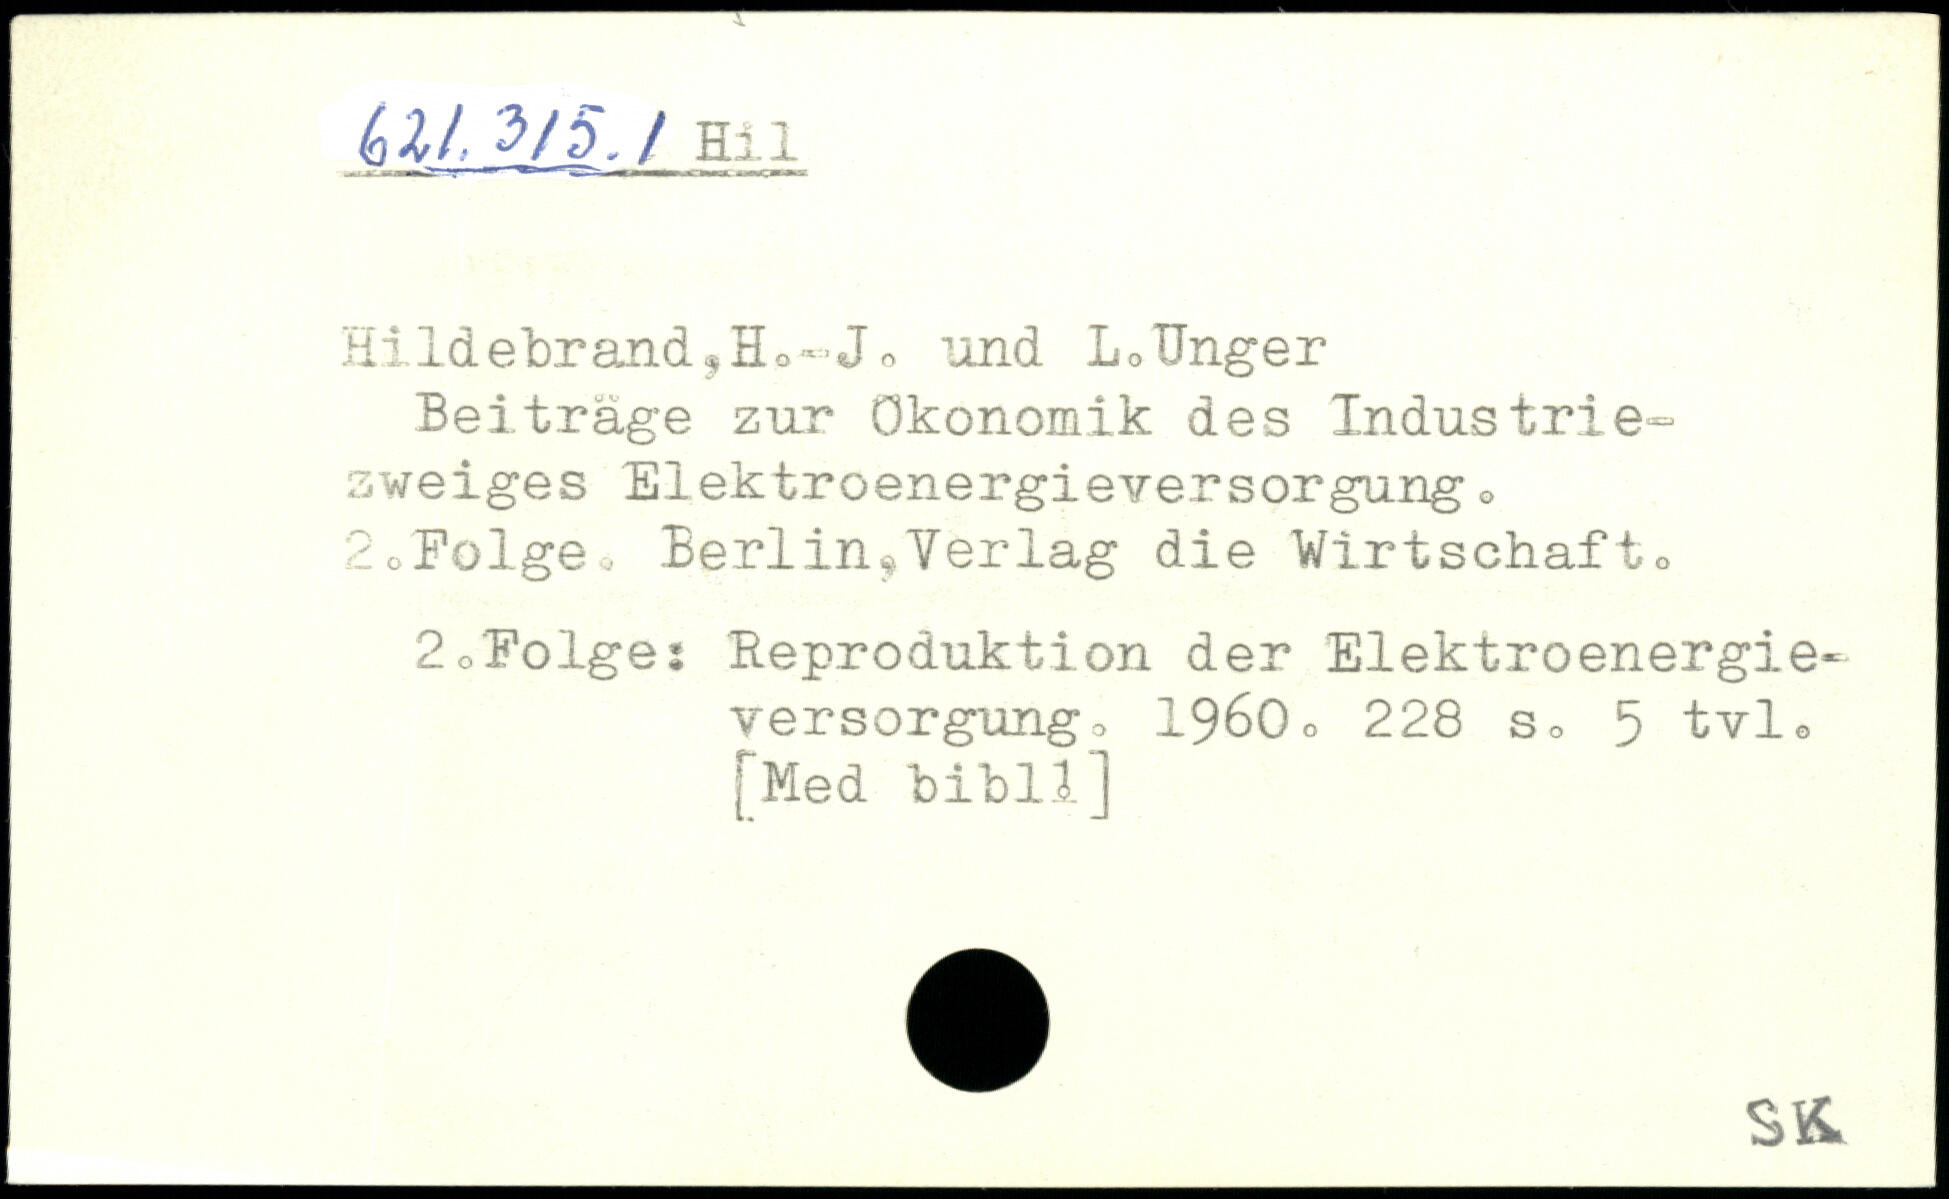 621.315.1 Hil
Hildebrand,H.-J. und L.Unger
Beiträge zur Ökonomik des Industrie-
zweiges Elektroenergieversorgung.
2.Folge. Berlin,Verlag die Wirtschaft.
2.Folge: Reproduktion der Elektroenergie-
versorgung. 1960. 228 s. 5 tvl.
[Med bibl.]
SK